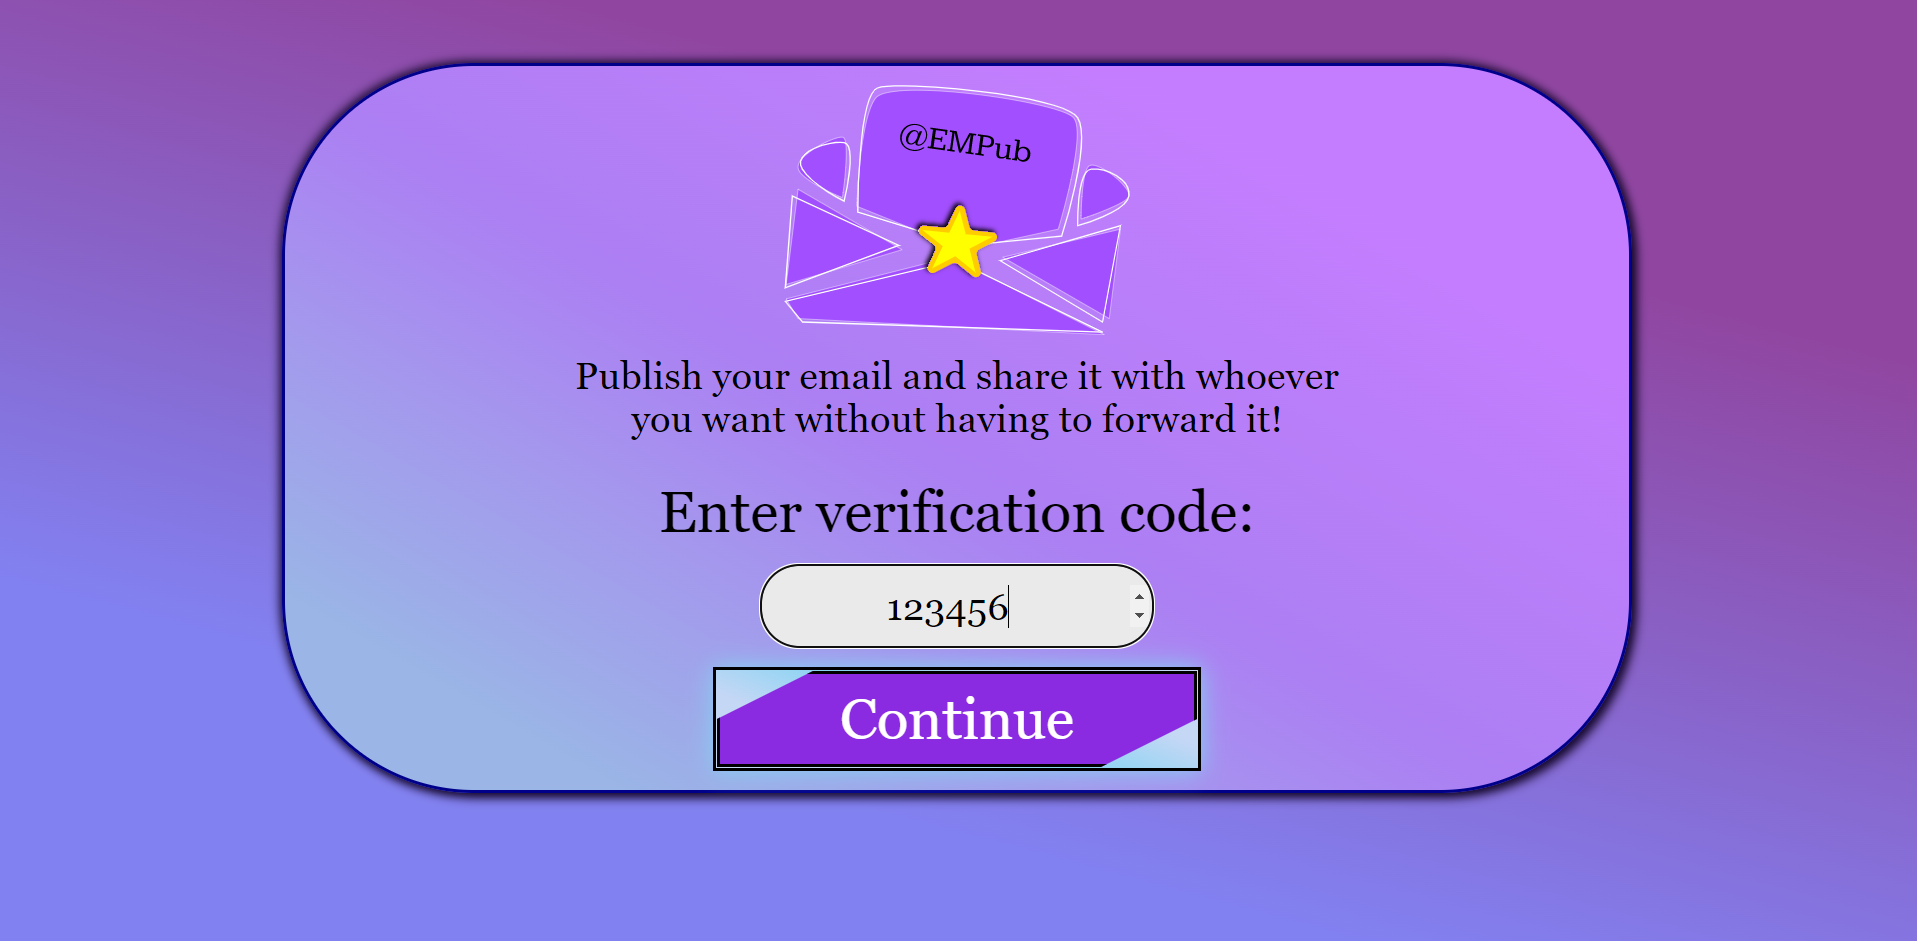 @EMPub
Publish your email and share it with whoever
you want without having to forward it!
Enter verification code:
123456
Continue